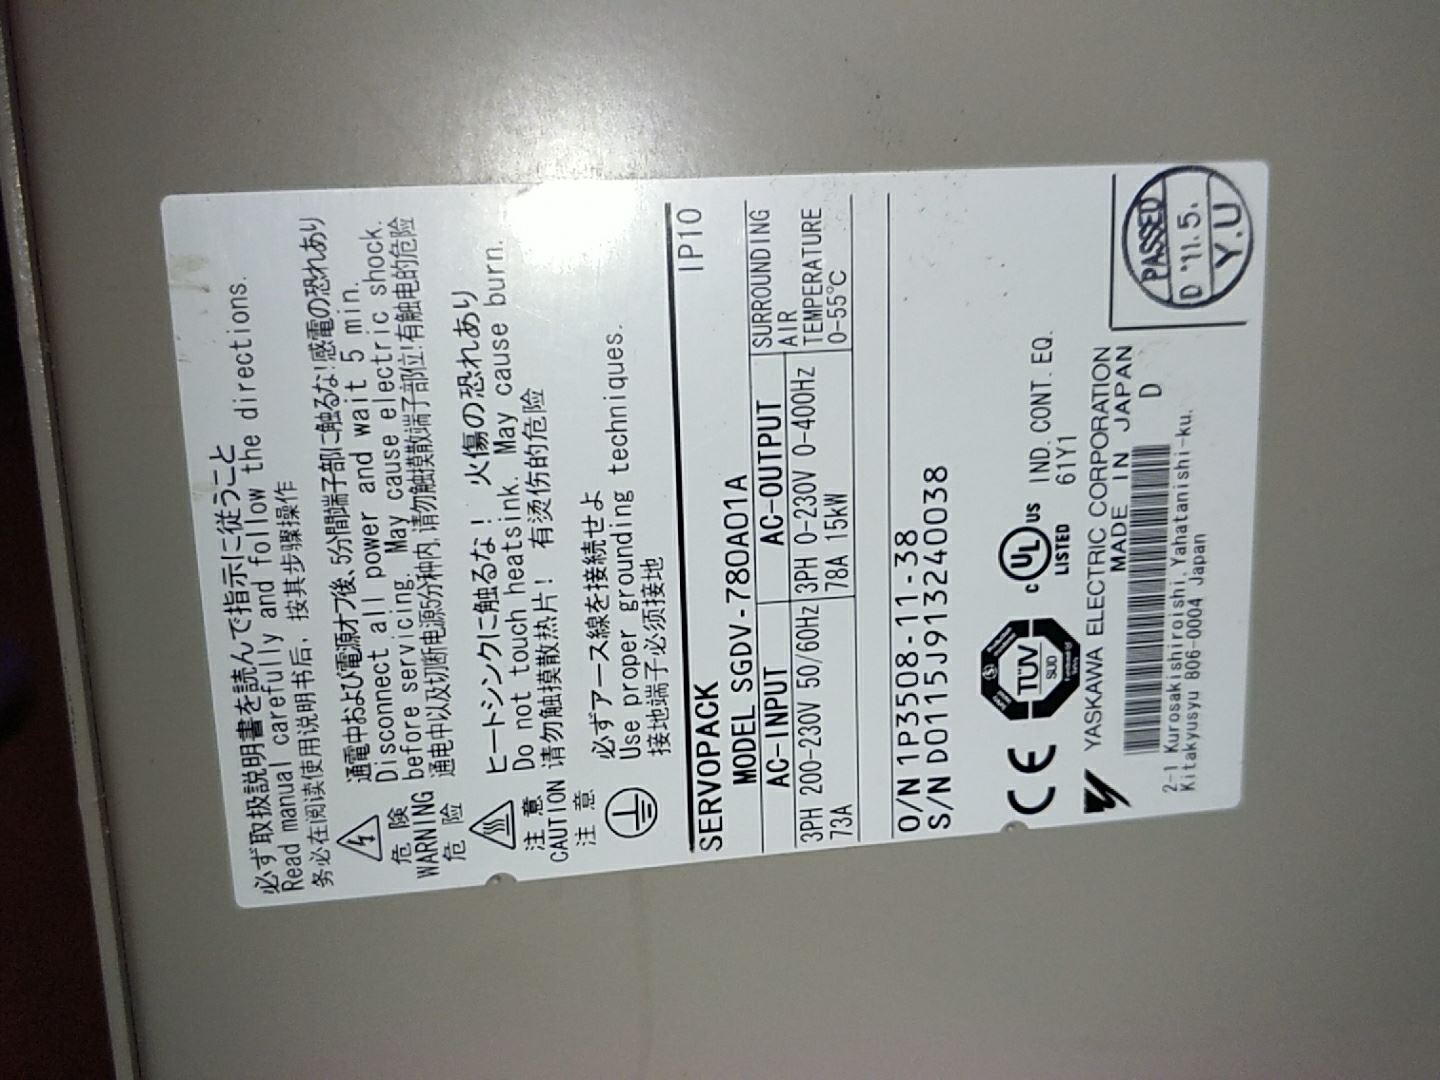 必ず取扱説明書を読んで指示に従うこと
Read manual carefully and follow the directions.
务必在阅读使用说明书后，按其步骤操作
危険
WARNING
危险
通電中および電源オフ後、5分間端子部に触るな!感電の恐れあり
Disconnect all power and wait 5 min.
before servicing. May cause electric shock.
通电中以及切断电源5分种内,请勿触摸散端子部位!有触电的危险
注意
CAUTION
注意
ヒートシンクに触るな! 火傷の恐れあり
Do not touch heatsink. May cause burn.
请勿触摸散热片! 有烫伤的危险
必ずアース線を接続せよ
Use proper grounding techniques.
接地端子必须接地
SERVOPACK IP10
MODEL SGDV-780A01A
AC-INPUT AC-OUTPUT SURROUNDING
AIR
TEMPERATURE
0-55℃
3PH 200-230V 50/60Hz 3PH 0-230V 0-400Hz
73A 78A 15kW
O/N 1P3508-11-38
S/N D0115J913240038
CE
TÜV
SÜD
c UL us
LISTED
IND. CONT. EQ.
61Y1
YASKAWA ELECTRIC CORPORATION
MADE IN JAPAN
D
2-1 Kurosakishiroishi, Yahatanishi-ku,
Kitakyusyu 806-0004 Japan
PASSED
D '11.5.
Y.U